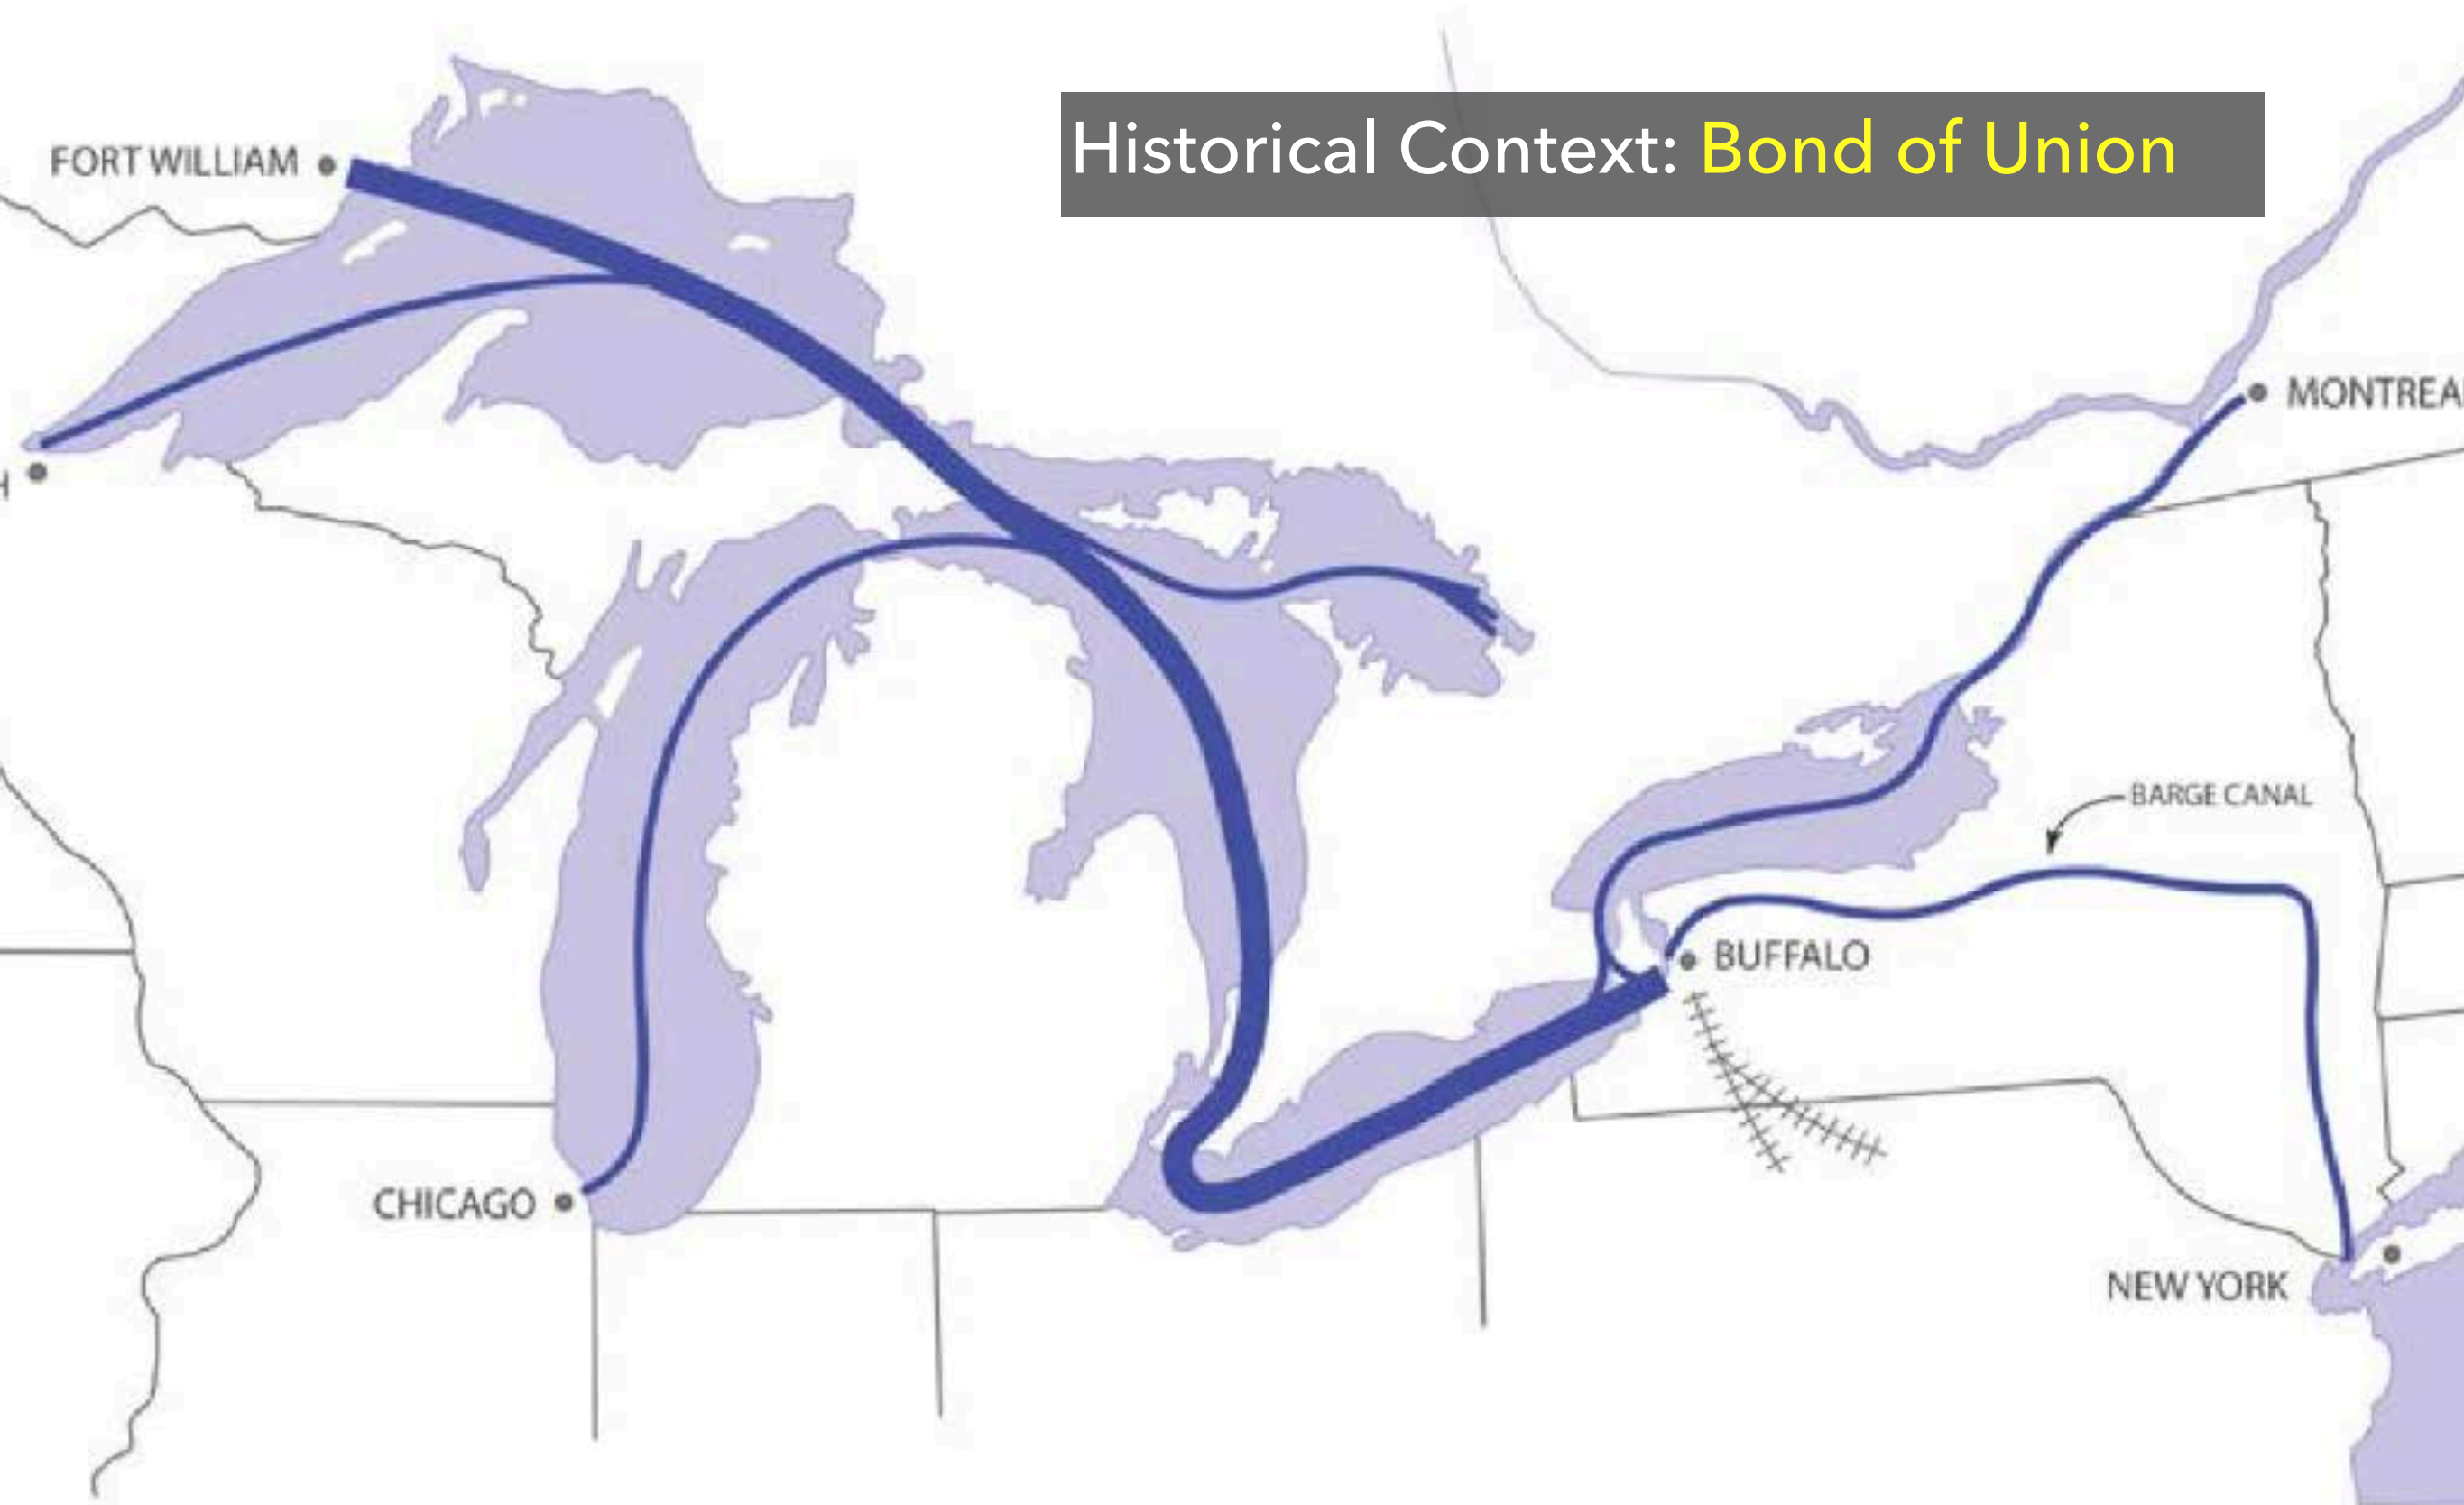 Historical Context: Bond of Union
FORT WILLIAM
MONTREA
H
BARGE CANAL
BUFFALO
CHICAGO
NEW YORK